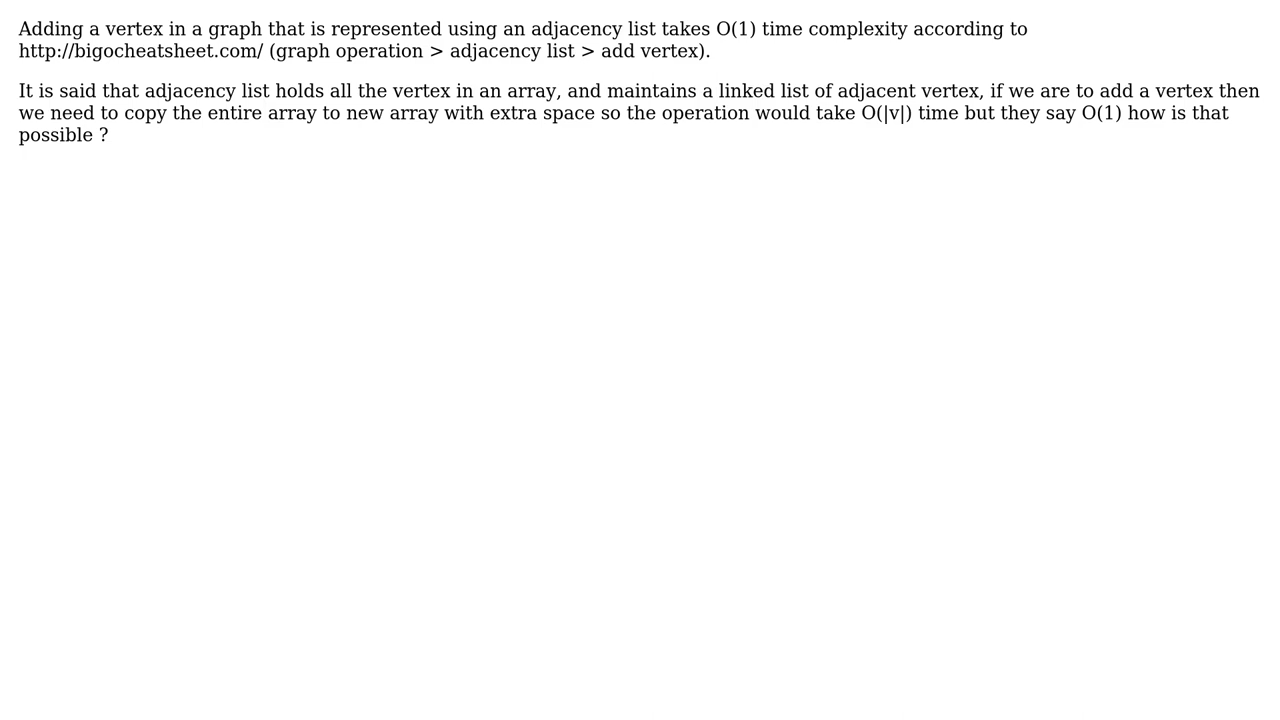 Adding a vertex in a graph that is represented using an adjacency list takes O(1) time complexity according to
http://bigocheatsheet.com/ (graph operation > adjacency list > add vertex).
It is said that adjacency list holds all the vertex in an array, and maintains a linked list of adjacent vertex, if we are to add a vertex then
we need to copy the entire array to new array with extra space so the operation would take O(|v|) time but they say O(1) how is that
possible ?